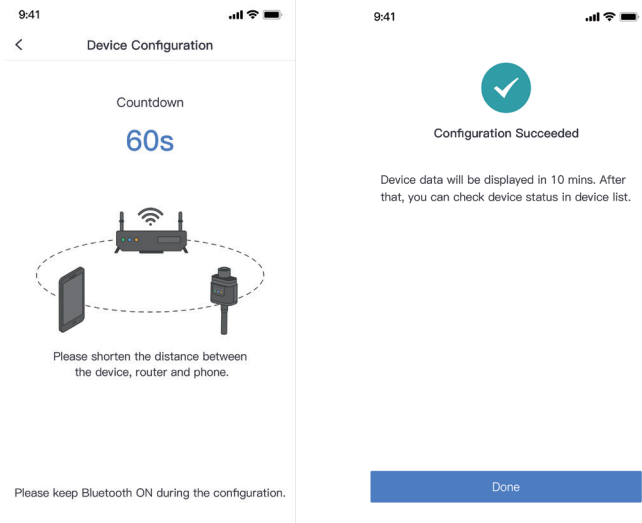 9:41
Device Configuration
Countdown
60s
Please shorten the distance between
the device, router and phone.
Please keep Bluetooth ON during the configuration.
9:41
Configuration Succeeded
Device data will be displayed in 10 mins. After
that, you can check device status in device list.
Done